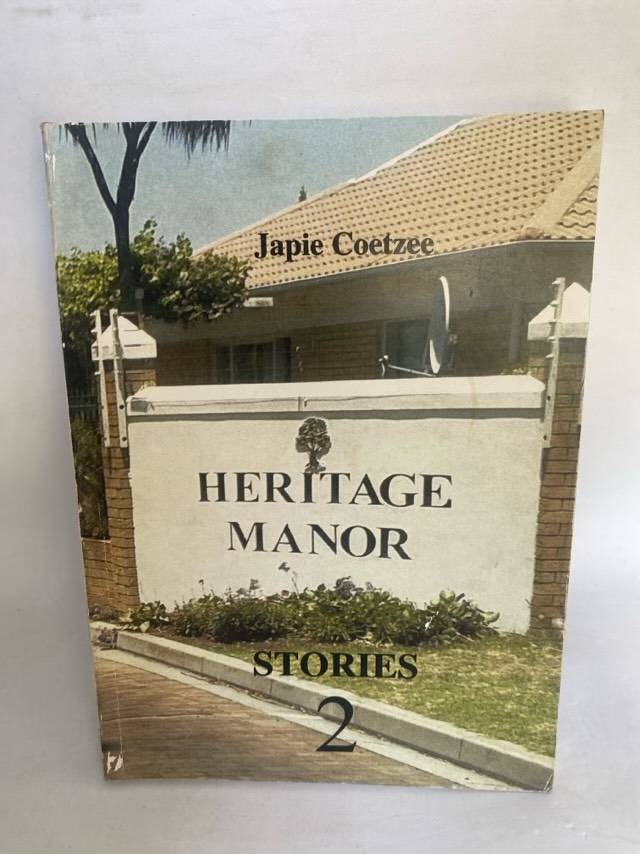 Japie Coetzee
HERITAGE
MANOR
STORIES
2